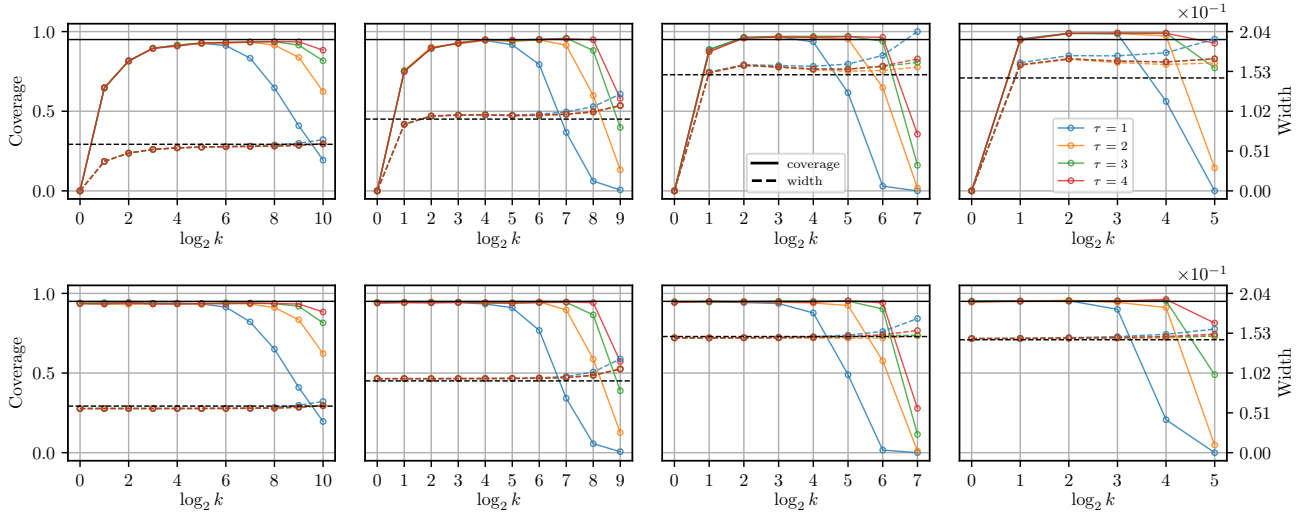 ×10⁻¹
1.0
0.5
0.0
Coverage
0 2 4 6 8 10
log₂ k
0 1 2 3 4 5 6 7 8 9
log₂ k
coverage
width
0 1 2 3 4 5 6 7
log₂ k
τ = 1
τ = 2
τ = 3
τ = 4
0 1 2 3 4 5
log₂ k
2.04
1.53
1.02
0.51
0.00
Width
×10⁻¹
1.0
0.5
0.0
Coverage
0 2 4 6 8 10
log₂ k
0 1 2 3 4 5 6 7 8 9
log₂ k
0 1 2 3 4 5 6 7
log₂ k
0 1 2 3 4 5
log₂ k
2.04
1.53
1.02
0.51
0.00
Width